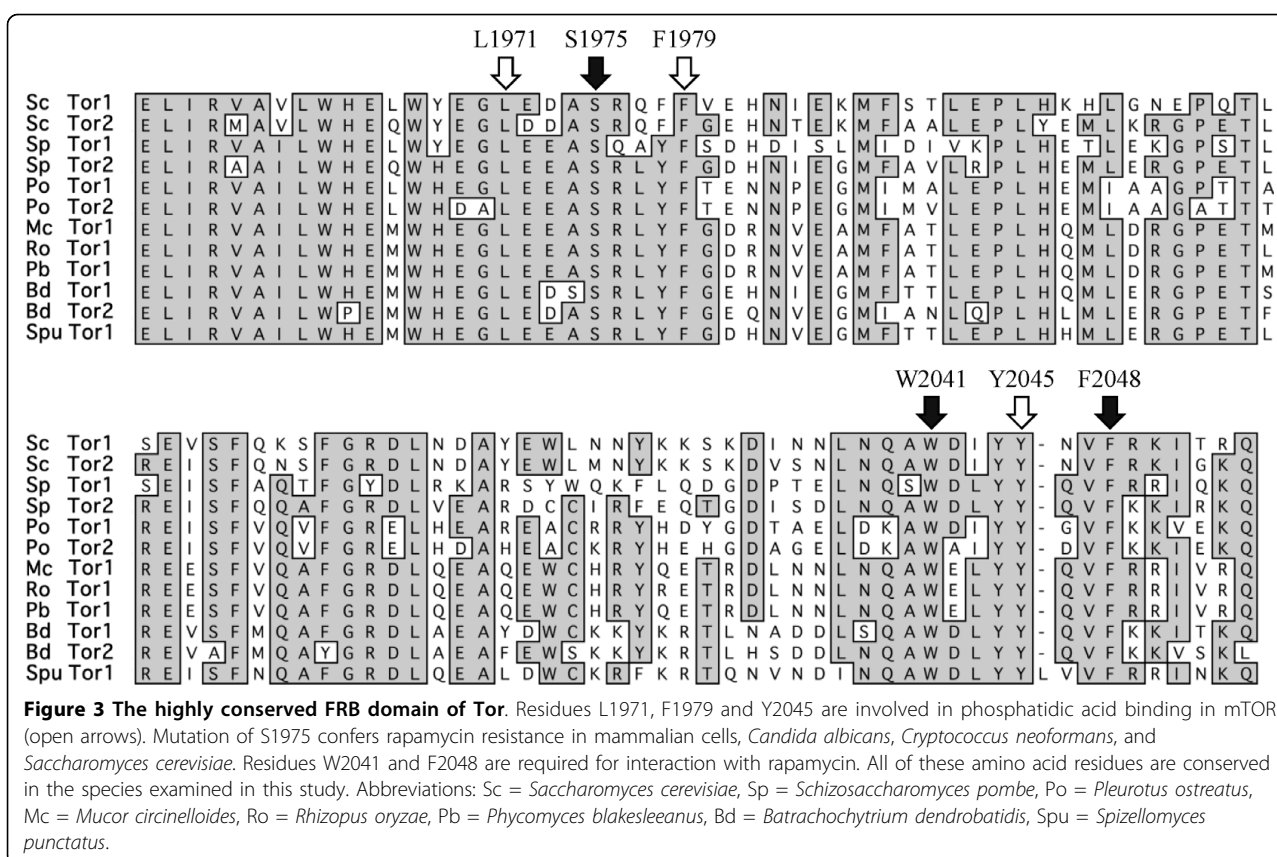 L1971 S1975 F1979
Sc Tor1 E L I R V A V L W H E L W Y E G L E D A S R Q F F V E H N I E K M F S T L E P L H K H L G N E P Q T L
Sc Tor2 E L I R M A V L W H E Q W Y E G L D D A S R Q F F G E H N T E K M F A A L E P L Y E M L K R G P E T L
Sp Tor1 E L I R V A I L W H E L W Y E G L E E A S Q A Y F S D H D I S L M I D I V K P L H E T L E K G P S T L
Sp Tor2 E L I R A A I L W H E Q W H E G L E E A S R L Y F G D H N I E G M F A V L R P L H E M L E R G P E T L
Po Tor1 E L I R V A I L W H E L W H E G L E E A S R L Y F T E N N P E G M I M A L E P L H E M I A A G P T T A
Po Tor2 E L I R V A I L W H E L W H D A L E E A S R L Y F T E N N P E G M I M V L E P L H E M I A A G A T T T
Mc Tor1 E L I R V A I L W H E M W H E G L E E A S R L Y F G D R N V E A M F A T L E P L H Q M L D R G P E T M
Ro Tor1 E L I R V A I L W H E M W H E G L E E A S R L Y F G D R N V E A M F A T L E P L H Q M L D R G P E T L
Pb Tor1 E L I R V A I L W H E M W H E G L E E A S R L Y F G D R N V E A M F A T L E P L H Q M L D R G P E T M
Bd Tor1 E L I R V A I L W H E M W H E G L E D S S R L Y F G E H N I E G M F T T L E P L H Q M L E R G P E T S
Bd Tor2 E L I R V A I L W P E M W H E G L E D A S R L Y F G E Q N V E G M I A N L Q P L H L M L E R G P E T F
Spu Tor1 E L I R V A I L W H E M W H E G L E E A S R L Y F G D H N V E G M F T T L E P L H H M L E R G P E T L
W2041 Y2045 F2048
Sc Tor1 S E V S F Q K S F G R D L N D A Y E W L N N Y K K S K D I N N L N Q A W D I Y Y - N V F R K I T R Q
Sc Tor2 R E I S F Q N S F G R D L N D A Y E W L M N Y K K S K D V S N L N Q A W D I Y Y - N V F R K I G K Q
Sp Tor1 S E I S F A Q T F G Y D L R K A R S Y W Q K F L Q D G D P T E L N Q S W D L Y Y - Q V F R R I Q K Q
Sp Tor2 R E I S F Q Q A F G R D L V E A R D C C I R F E Q T G D I S D L N Q A W D L Y Y - Q V F K K I R K Q
Po Tor1 R E I S F V Q V F G R E L H E A R E A C R R Y H D Y G D T A E L D K A W D I Y Y - G V F K K V E K Q
Po Tor2 R E I S F V Q V F G R E L H D A H E A C K R Y H E H G D A G E L D K A W A I Y Y - D V F K K I E K Q
Mc Tor1 R E E S F V Q A F G R D L Q E A Q E W C H R Y Q E T R D L N N L N Q A W E L Y Y - Q V F R R I V R Q
Ro Tor1 R E E S F V Q A F G R D L Q E A Q E W C H R Y R E T R D L N N L N Q A W E L Y Y - Q V F R R I V R Q
Pb Tor1 R E E S F V Q A F G R D L Q E A Q E W C H R Y Q E T R D L N N L N Q A W E L Y Y - Q V F R R I V R Q
Bd Tor1 R E V S F M Q A F G R D L A E A Y D W C K K Y K R T L N A D D L S Q A W D L Y Y - Q V F K K I T K Q
Bd Tor2 R E V A F M Q A Y G R D L A E A F E W S K K Y K R T L H S D D L N Q A W D L Y Y - Q V F K K V S K L
Spu Tor1 R E I S F N Q A F G R D L Q E A L D W C K R F K R T Q N V N D I N Q A W D L Y Y L V V F R R I N K Q
Figure 3 The highly conserved FRB domain of Tor. Residues L1971, F1979 and Y2045 are involved in phosphatidic acid binding in mTOR
(open arrows). Mutation of S1975 confers rapamycin resistance in mammalian cells, Candida albicans, Cryptococcus neoformans, and
Saccharomyces cerevisiae. Residues W2041 and F2048 are required for interaction with rapamycin. All of these amino acid residues are conserved
in the species examined in this study. Abbreviations: Sc = Saccharomyces cerevisiae, Sp = Schizosaccharomyces pombe, Po = Pleurotus ostreatus,
Mc = Mucor circinelloides, Ro = Rhizopus oryzae, Pb = Phycomyces blakesleeanus, Bd = Batrachochytrium dendrobatidis, Spu = Spizellomyces
punctatus.